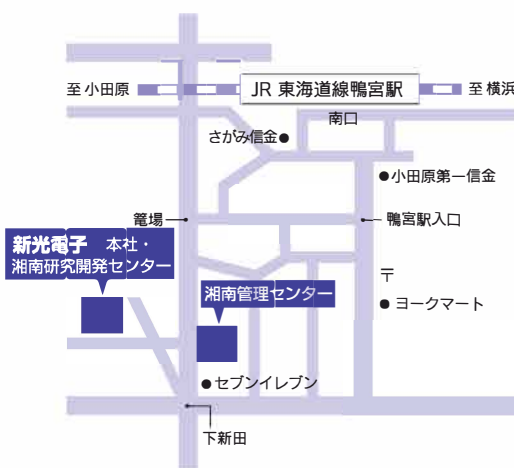 至 小田原
JR 東海道線鴨宮駅
至 横浜
南口
さがみ信金
小田原第一信金
篭場
鴨宮駅入口
新光電子 本社・
湘南研究開発センター
湘南管理センター
〒
ヨークマート
セブンイレブン
下新田